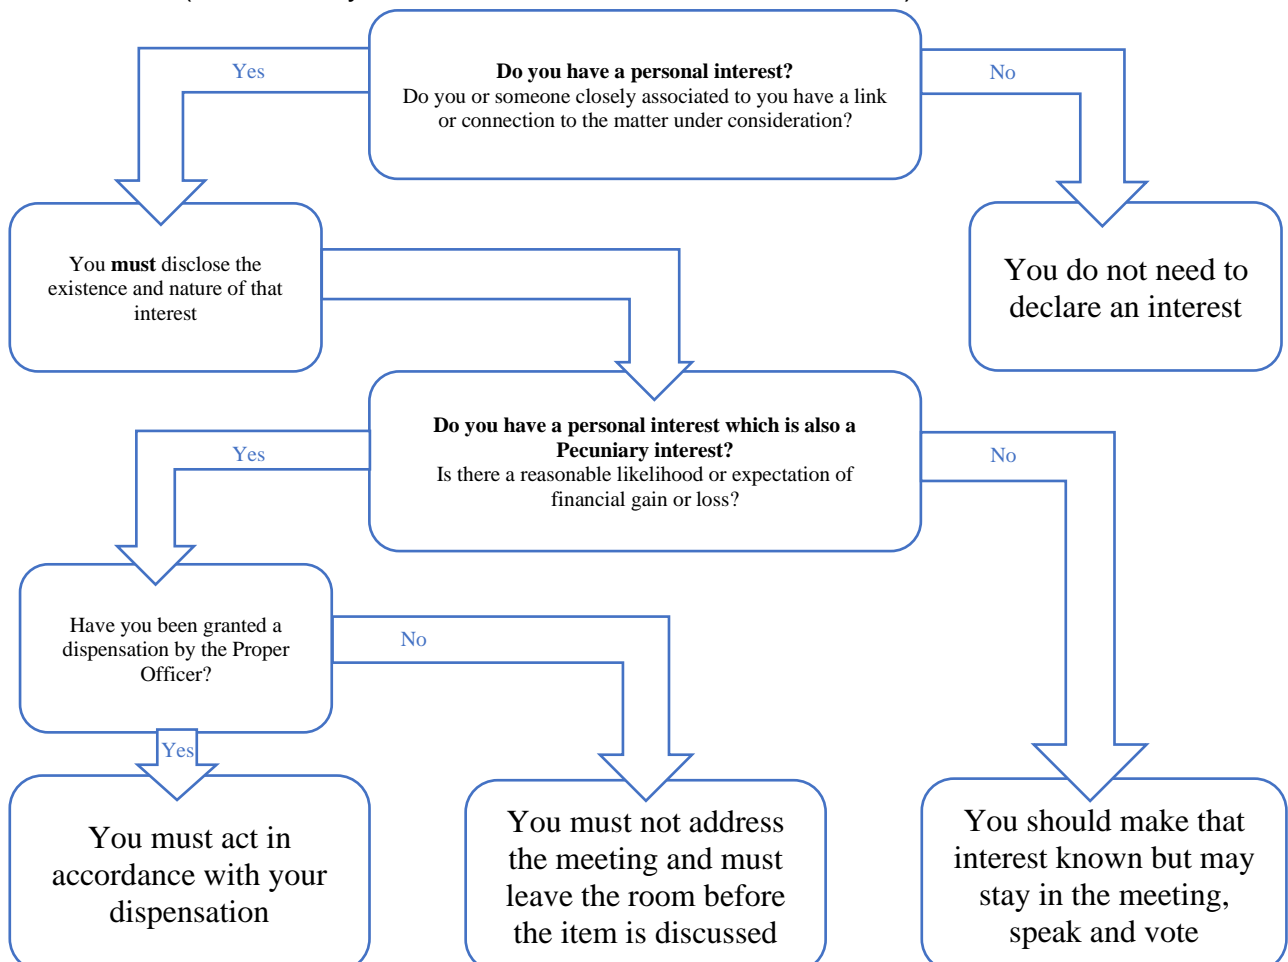 Do you have a personal interest?
Do you or someone closely associated to you have a link
or connection to the matter under consideration?
Yes
No
You must disclose the
existence and nature of that
interest
You do not need to
declare an interest
Do you have a personal interest which is also a
Pecuniary interest?
Is there a reasonable likelihood or expectation of
financial gain or loss?
Yes
No
Have you been granted a
dispensation by the Proper
Officer?
No
Yes
You must act in
accordance with your
dispensation
You must not address
the meeting and must
leave the room before
the item is discussed
You should make that
interest known but may
stay in the meeting,
speak and vote